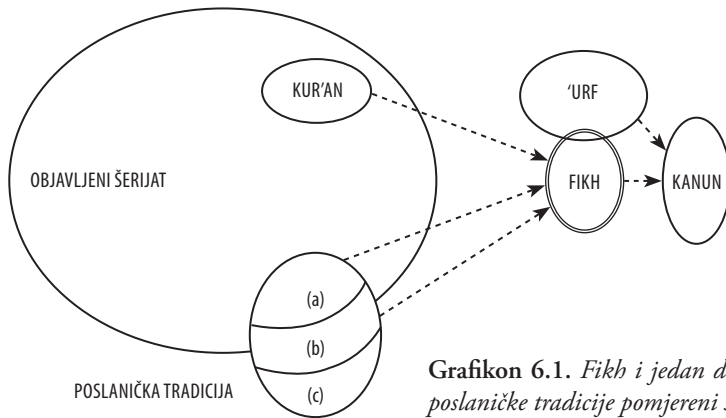 KUR'AN
'URF
OBJAVLJENI ŠERIJAT
FIKH
KANUN
(a)
(b)
(c)
POSLANIČKA TRADICIJA
Grafikon 6.1. Fikh i jedan d
poslaničke tradicije pomjereni